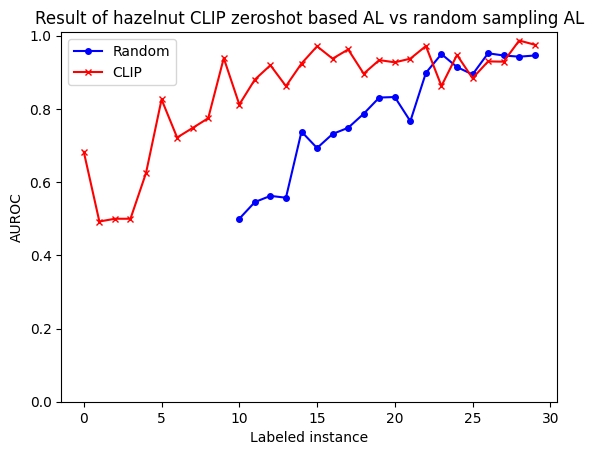 Result of hazelnut CLIP zeroshot based AL vs random sampling AL
Random
CLIP
1.0
0.8
0.6
0.4
0.2
0.0
AUROC
0 5 10 15 20 25 30
Labeled instance